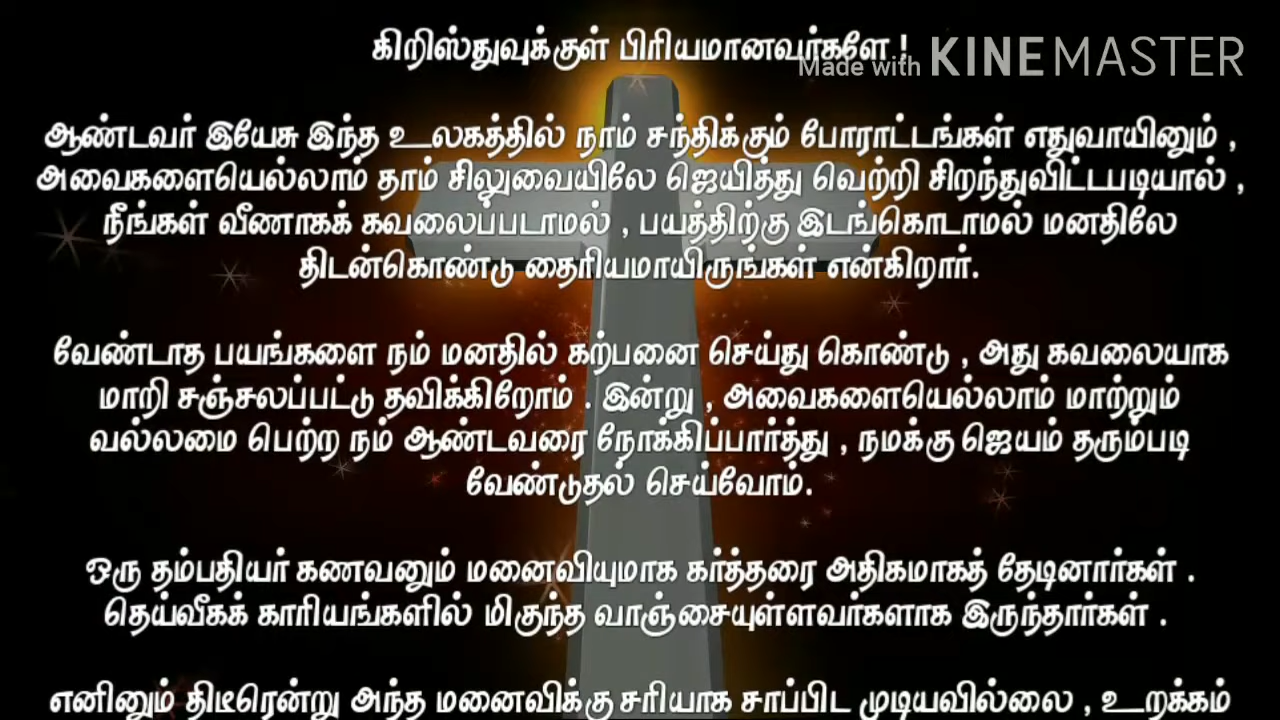 கிறிஸ்துவுக்குள் பிரியமானவர்களே !
Made with KINEMASTER
ஆண்டவர் இயேசு இந்த உலகத்தில் நாம் சந்திக்கும் போராட்டங்கள் எதுவாயினும் ,
அவைகளையெல்லாம் தாம் சிலுவையிலே ஜெயித்து வெற்றி சிறந்துவிட்டபடியால் ,
நீங்கள் வீணாகக் கவலைப்படாமல் , பயத்திற்கு இடங்கொடாமல் மனதிலே
திடன்கொண்டு தைரியமாயிருங்கள் என்கிறார்.
வேண்டாத பயங்களை நம் மனதில் கற்பனை செய்து கொண்டு , அது கவலையாக
மாறி சஞ்சலப்பட்டு தவிக்கிறோம் . இன்று , அவைகளையெல்லாம் மாற்றும்
வல்லமை பெற்ற நம் ஆண்டவரை நோக்கிப்பார்த்து , நமக்கு ஜெயம் தரும்படி
வேண்டுதல் செய்வோம்.
ஒரு தம்பதியர் கணவனும் மனைவியுமாக கர்த்தரை அதிகமாகத் தேடினார்கள் .
தெய்வீகக் காரியங்களில் மிகுந்த வாஞ்சையுள்ளவர்களாக இருந்தார்கள் .
எனினும் திடீரென்று அந்த மனைவிக்கு சரியாக சாப்பிட முடியவில்லை , உறக்கம்